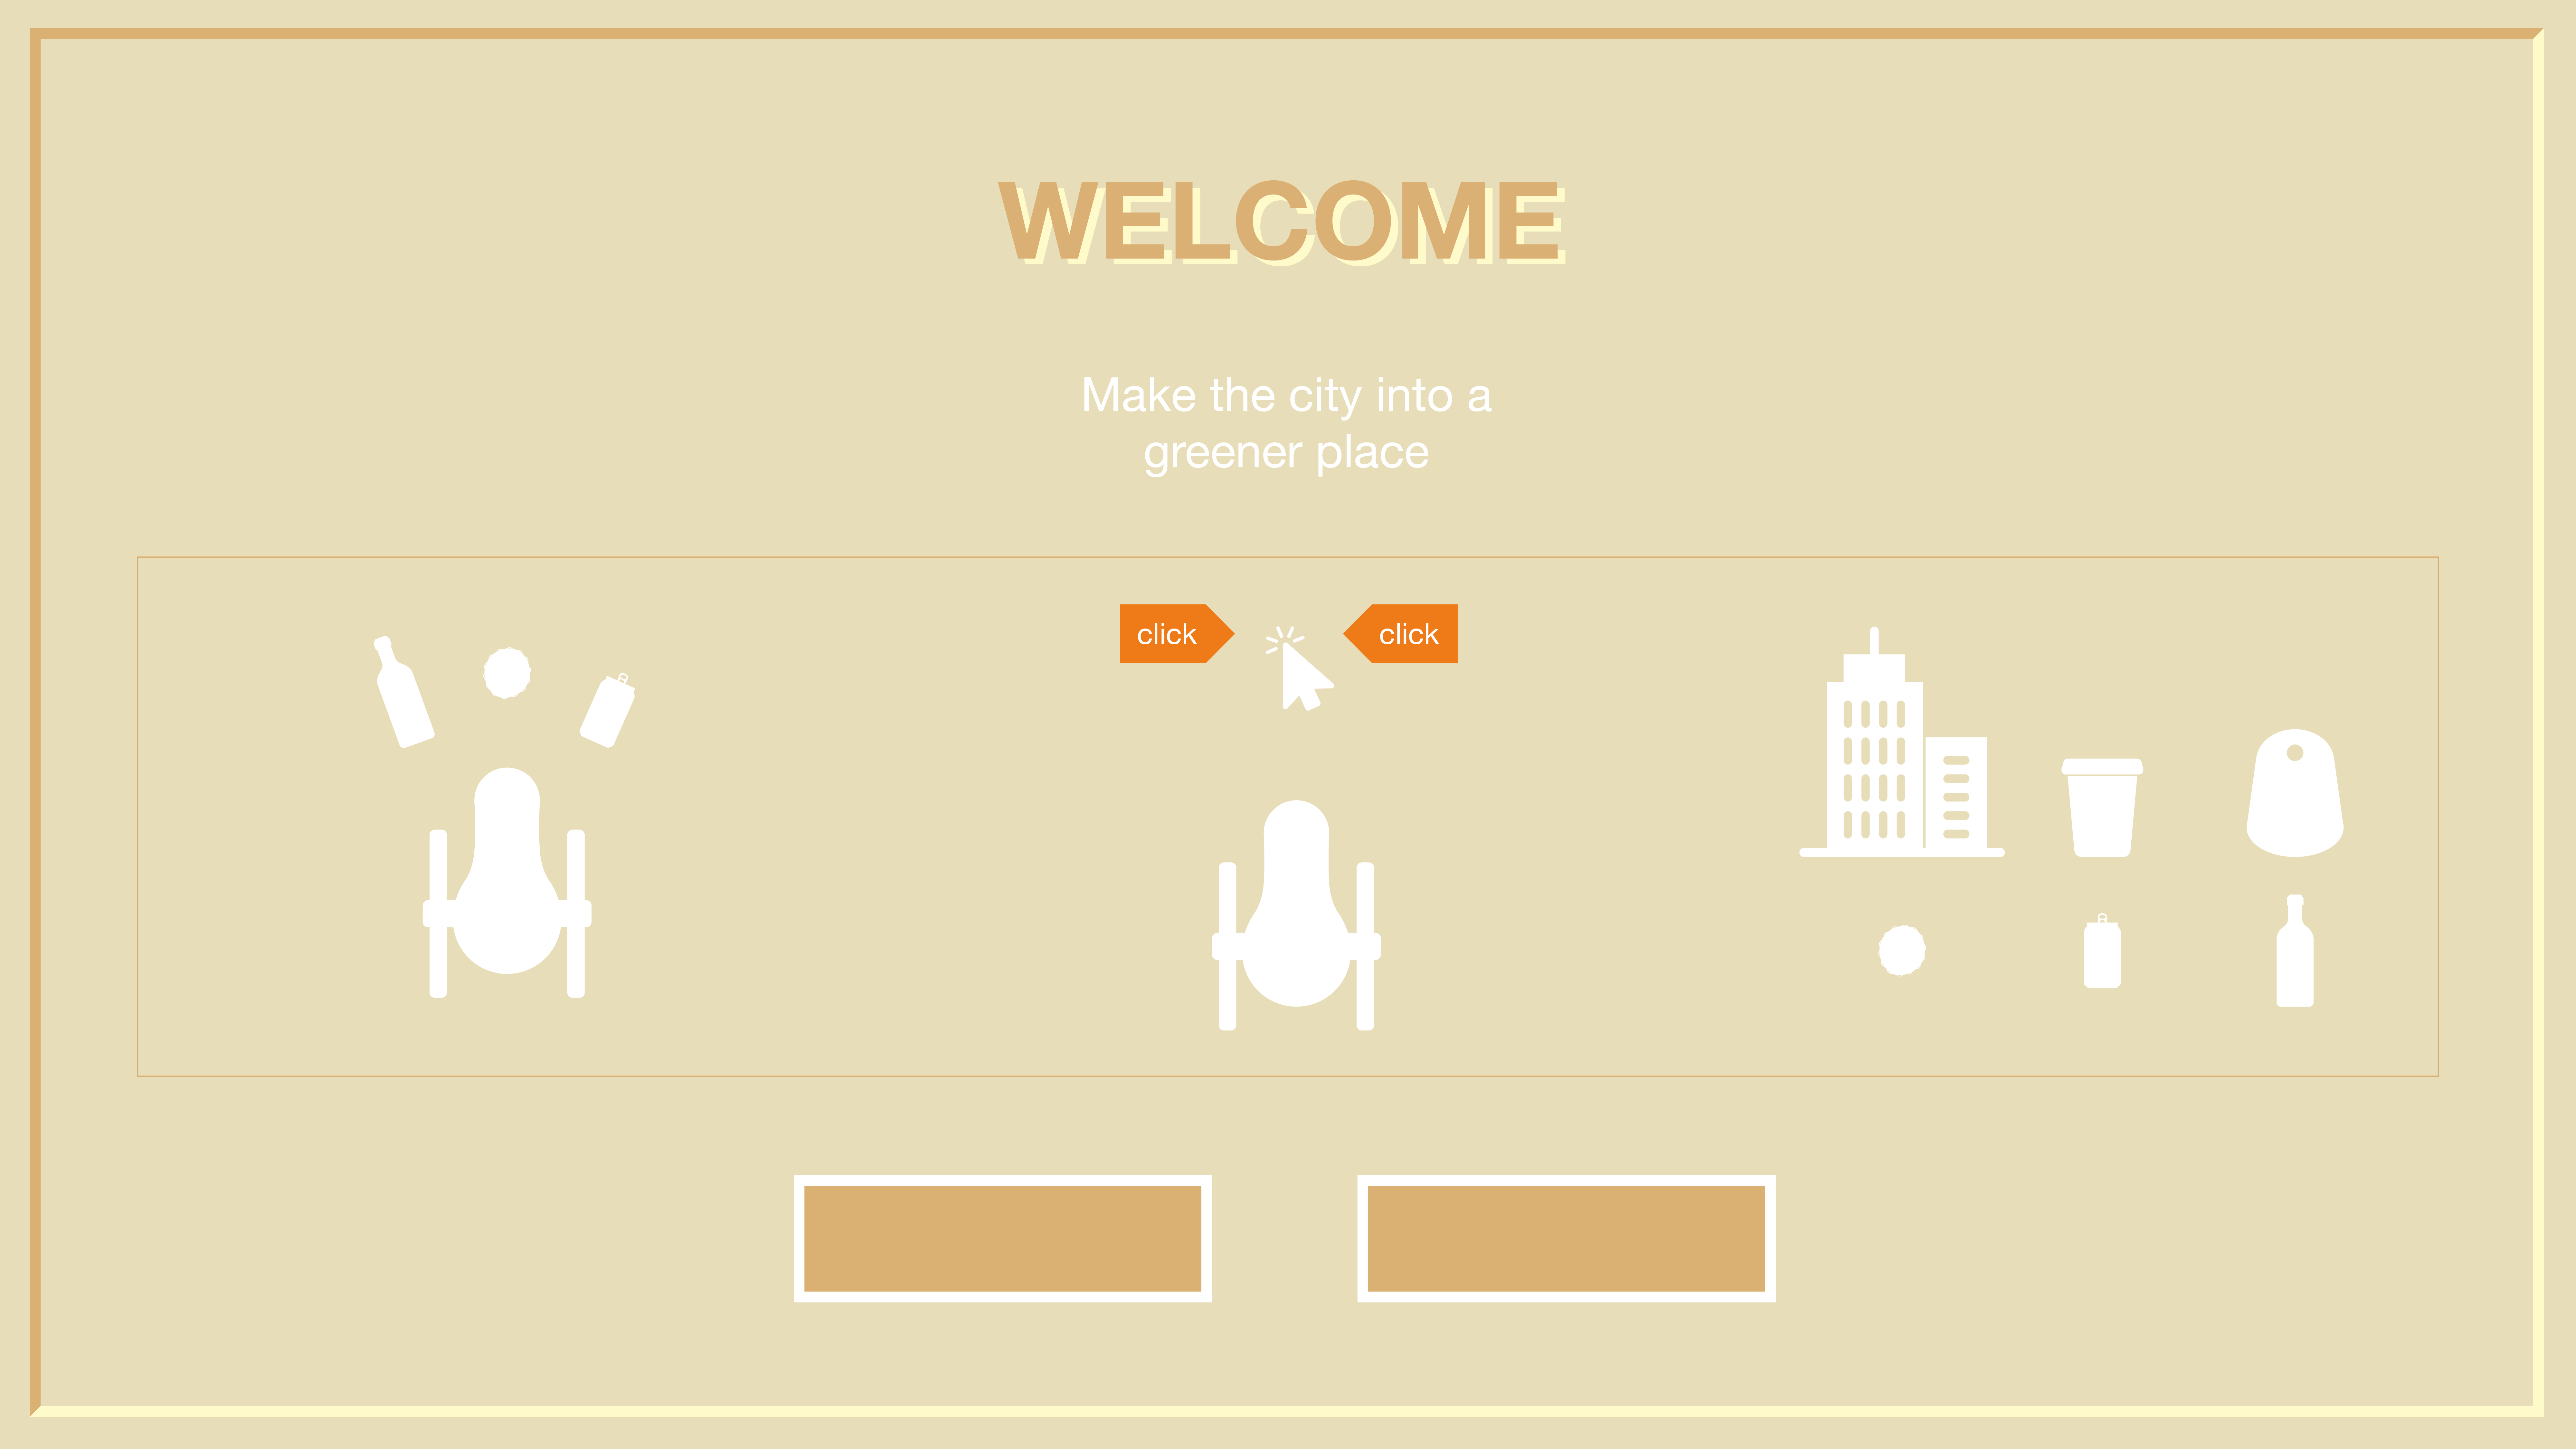 WELCOME
Make the city into a
greener place
click
click